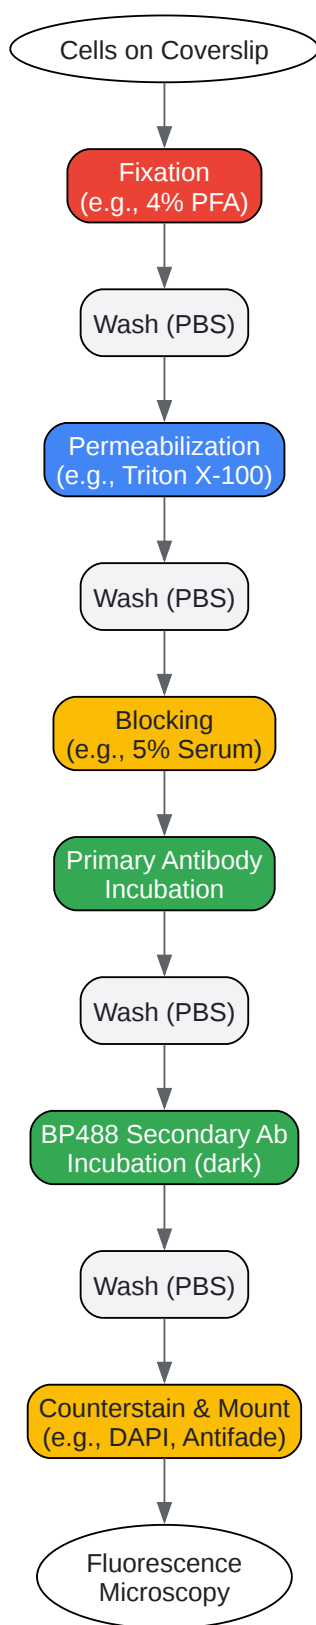 Cells on Coverslip
Fixation
(e.g., 4% PFA)
Wash (PBS)
Permeabilization
(e.g., Triton X-100)
Wash (PBS)
Blocking
(e.g., 5% Serum)
Primary Antibody
Incubation
Wash (PBS)
BP488 Secondary Ab
Incubation (dark)
Wash (PBS)
Counterstain & Mount
(e.g., DAPI, Antifade)
Fluorescence
Microscopy